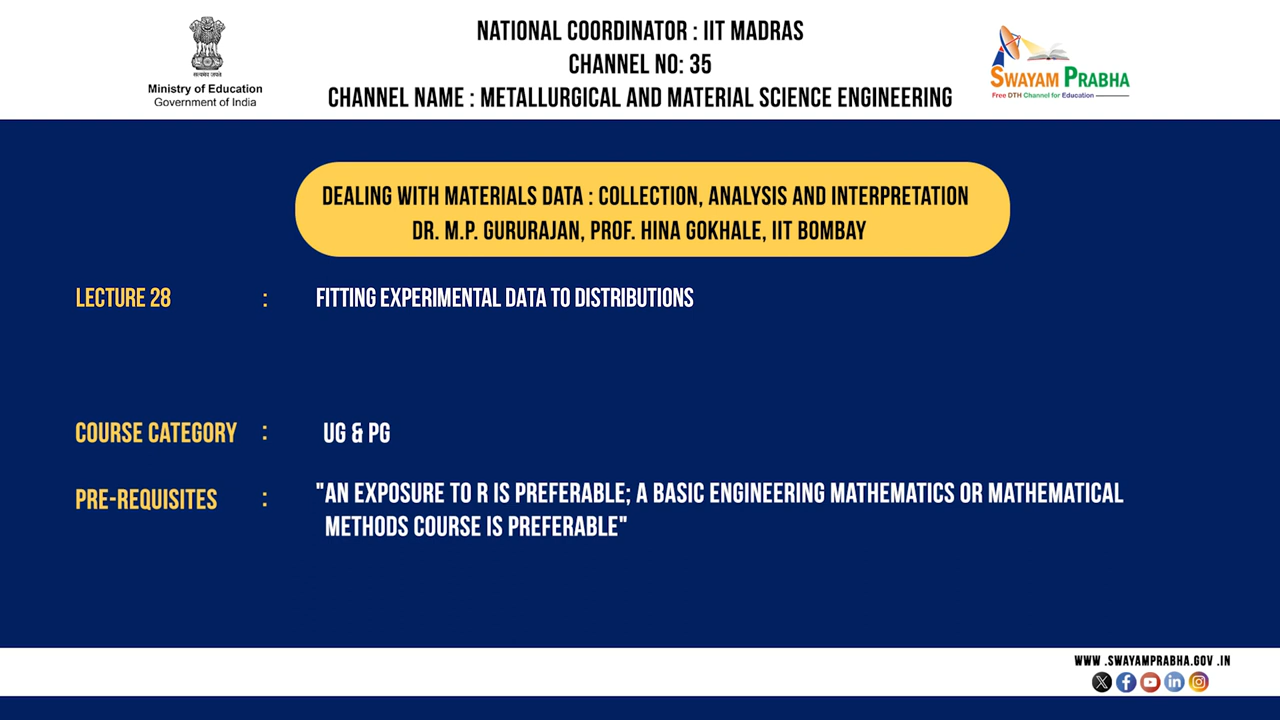 NATIONAL COORDINATOR : IIT MADRAS
CHANNEL NO: 35
CHANNEL NAME : METALLURGICAL AND MATERIAL SCIENCE ENGINEERING
सत्यमेव जयते
Ministry of Education
Government of India
SWAYAM PRABHA
Free DTH Channel for Education
DEALING WITH MATERIALS DATA : COLLECTION, ANALYSIS AND INTERPRETATION
DR. M.P. GURURAJAN, PROF. HINA GOKHALE, IIT BOMBAY
LECTURE 28 : FITTING EXPERIMENTAL DATA TO DISTRIBUTIONS
COURSE CATEGORY : UG & PG
PRE-REQUISITES : "AN EXPOSURE TO R IS PREFERABLE; A BASIC ENGINEERING MATHEMATICS OR MATHEMATICAL
METHODS COURSE IS PREFERABLE"
WWW .SWAYAMPRABHA.GOV .IN